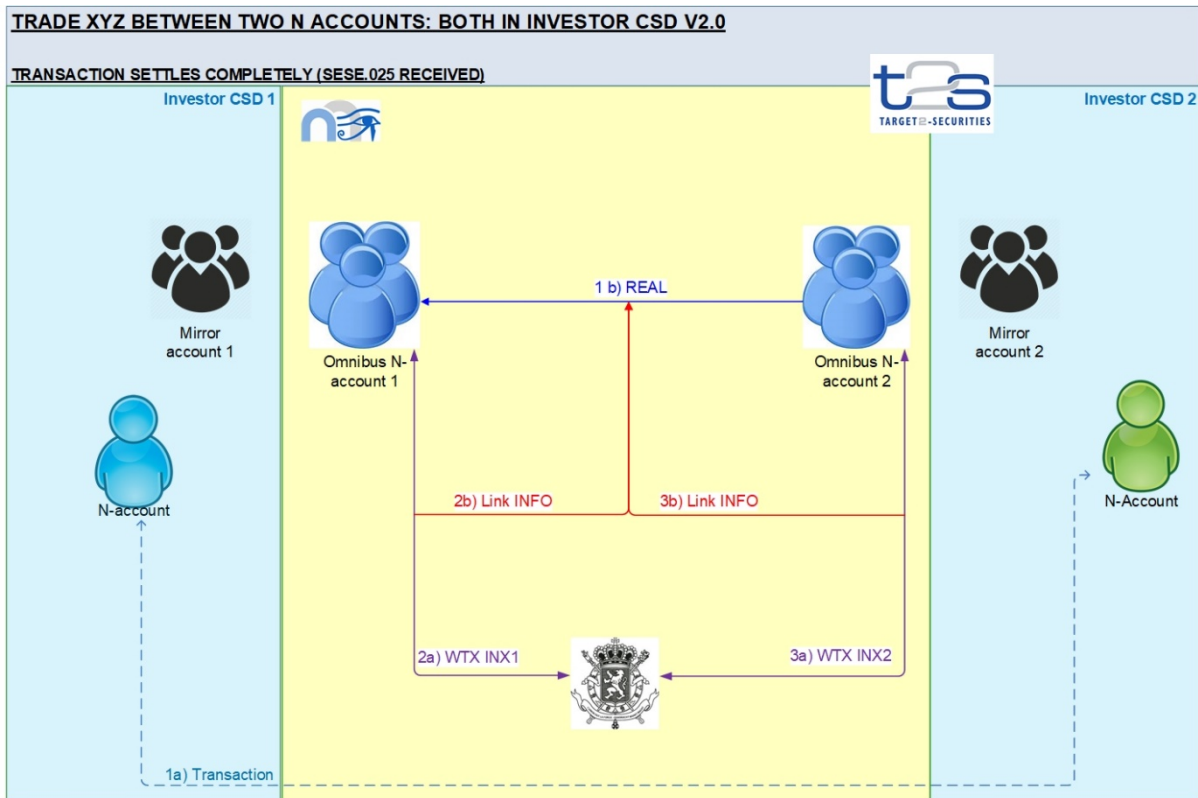 TRADE XYZ BETWEEN TWO N ACCOUNTS: BOTH IN INVESTOR CSD V2.0
TRANSACTION SETTLES COMPLETELY (SESE.025 RECEIVED)
t2s
TARGET2-SECURITIES
Investor CSD 1
Investor CSD 2
1 b) REAL
Mirror
account 1
Omnibus N-
account 1
Omnibus N-
account 2
Mirror
account 2
N-account
2b) Link INFO
3b) Link INFO
N-Account
2a) WTX INX1
3a) WTX INX2
1a) Transaction